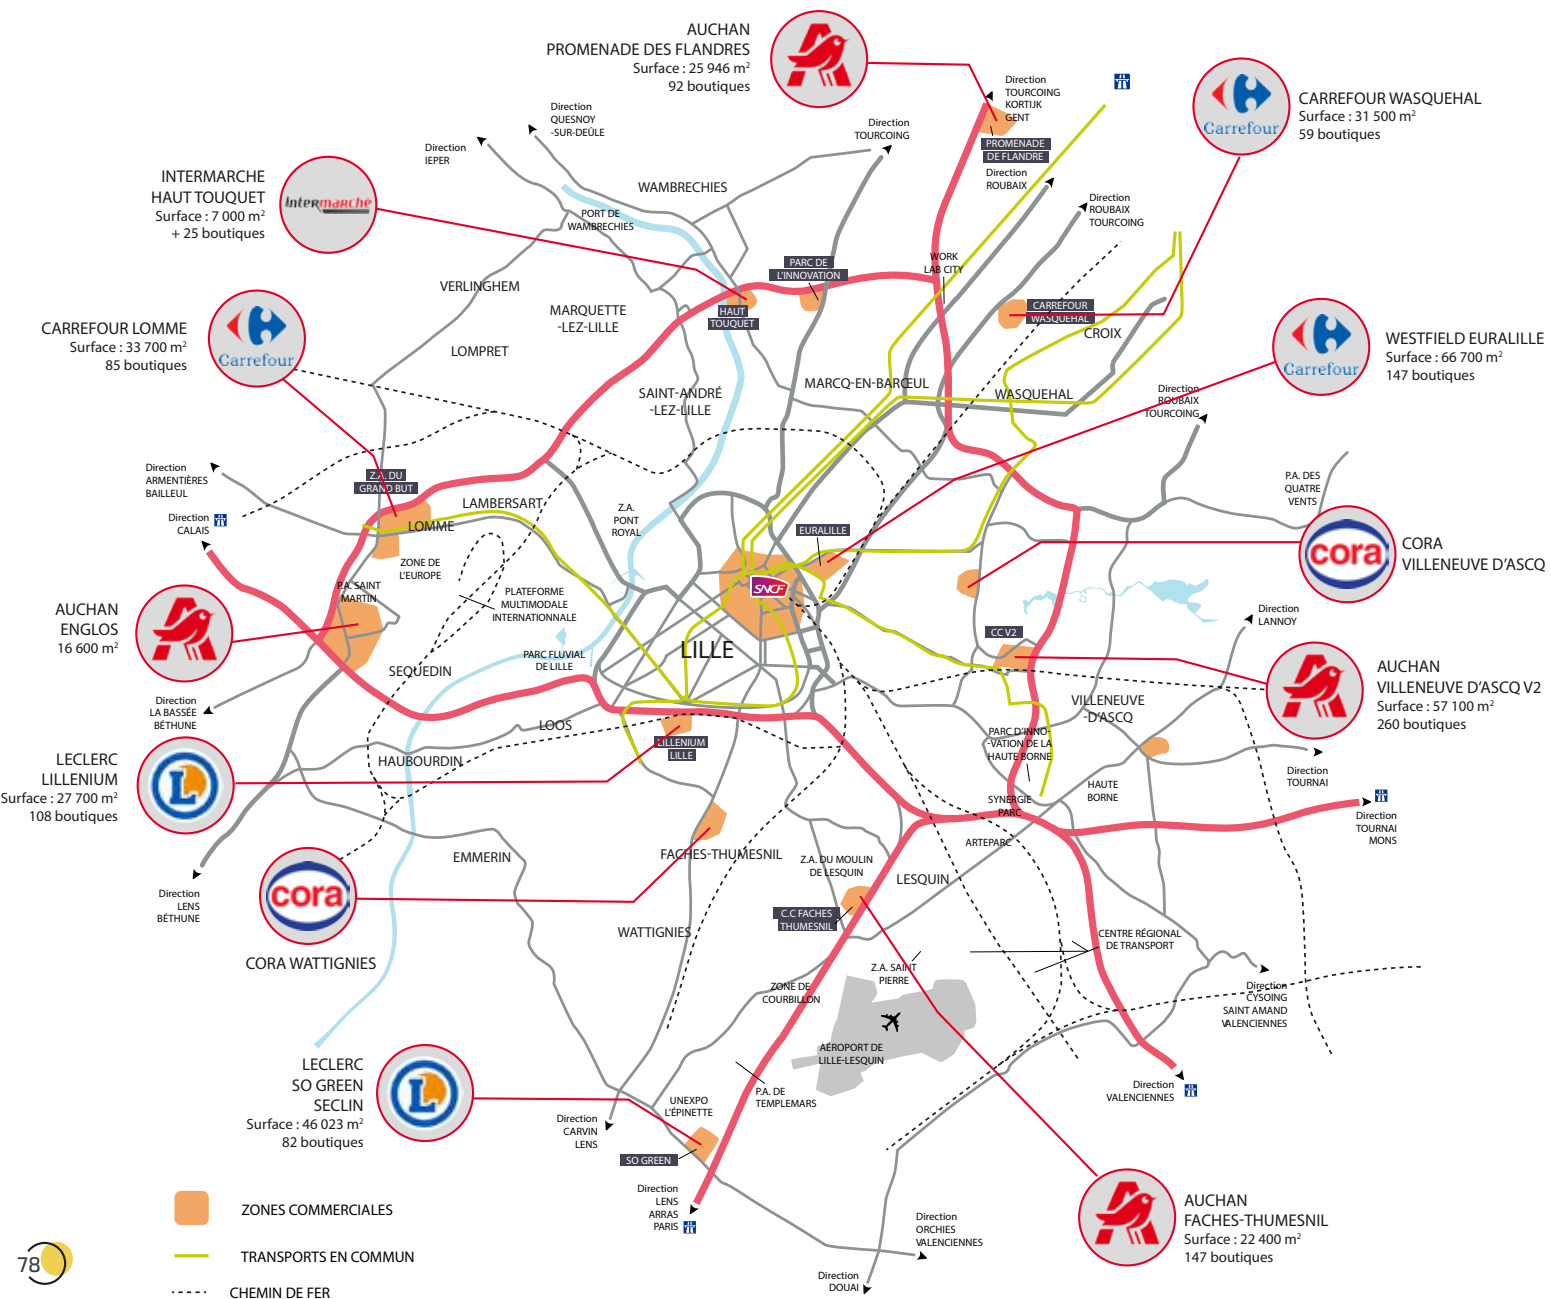 AUCHAN
PROMENADE DES FLANDRES
Surface : 25 946 m²
92 boutiques
Direction
TOURCOING
KORTIJK
GENT
PROMENADE
DE FLANDRE
Direction
ROUBAIX
Carrefour
CARREFOUR WASQUEHAL
Surface : 31 500 m²
59 boutiques
Direction
QUESNOY
-SUR-DEÛLE
Direction
IEPER
Direction
TOURCOING
Direction
ROUBAIX
TOURCOING
INTERMARCHE
HAUT TOUQUET
Surface : 7 000 m²
+ 25 boutiques
Intermarché
WAMBRECHIES
PORT DE
WAMBRECHIES
PARC DE
L'INNOVATION
WORK
LAB CITY
VERLINGHEM
MARQUETTE
-LEZ-LILLE
HAUT
TOUQUET
CARREFOUR
WASQUEHAL
CROIX
CARREFOUR LOMME
Surface : 33 700 m²
85 boutiques
Carrefour
LOMPRET
SAINT-ANDRÉ
-LEZ-LILLE
MARCQ-EN-BARŒUL
WASQUEHAL
Direction
ROUBAIX
TOURCOING
Carrefour
WESTFIELD EURALILLE
Surface : 66 700 m²
147 boutiques
Direction
ARMENTIÈRES
BAILLEUL
Direction
CALAIS
Z.A. DU
GRAND BUT
LAMBERSART
LOMME
ZONE DE
L'EUROPE
Z.A.
PONT
ROYAL
EURALILLE
P.A. DES
QUATRE
VENTS
cora
CORA
VILLENEUVE D'ASCQ
P.A. SAINT
MARTIN
PLATEFORME
MULTIMODALE
INTERNATIONNALE
SNCF
LILLE
AUCHAN
ENGLOS
16 600 m²
PARC FLUVIAL
DE LILLE
SEQUEDIN
CC V2
Direction
LANNOY
AUCHAN
VILLENEUVE D'ASCQ V2
Surface : 57 100 m²
260 boutiques
Direction
LA BASSÉE
BÉTHUNE
LOOS
HAUBOURDIN
LILLENIUM
LILLE
VILLENEUVE
-D'ASCQ
PARC D'INNO-
-VATION DE LA
HAUTE BORNE
HAUTE
BORNE
Direction
TOURNAI
LECLERC
LILLENIUM
Surface : 27 700 m²
108 boutiques
L
SYNERGIE
PARC
ARTEPARC
Direction
TOURNAI
MONS
EMMERIN
FACHES-THUMESNIL
Z.A. DU MOULIN
DE LESQUIN
LESQUIN
Direction
LENS
BÉTHUNE
cora
CORA WATTIGNIES
WATTIGNIES
C.C FACHES
THUMESNIL
CENTRE RÉGIONAL
DE TRANSPORT
Z.A. SAINT
PIERRE
ZONE DE
COURBILLON
Direction
CYSOING
SAINT AMAND
VALENCIENNES
AÉROPORT DE
LILLE-LESQUIN
LECLERC
SO GREEN
SECLIN
Surface : 46 023 m²
82 boutiques
L
UNEXPO
L'ÉPINETTE
P.A. DE
TEMPLEMARS
Direction
VALENCIENNES
Direction
CARVIN
LENS
SO GREEN
Direction
LENS
ARRAS
PARIS
Direction
ORCHIES
VALENCIENNES
Direction
DOUAI
AUCHAN
FACHES-THUMESNIL
Surface : 22 400 m²
147 boutiques
ZONES COMMERCIALES
TRANSPORTS EN COMMUN
CHEMIN DE FER
78